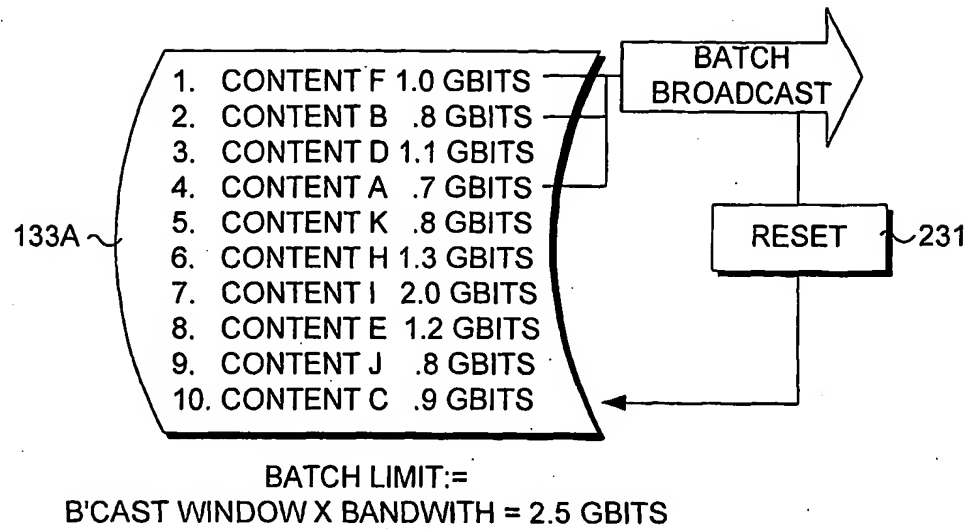 1. CONTENT F 1.0 GBITS
2. CONTENT B .8 GBITS
3. CONTENT D 1.1 GBITS
4. CONTENT A .7 GBITS
5. CONTENT K .8 GBITS
6. CONTENT H 1.3 GBITS
7. CONTENT I 2.0 GBITS
8. CONTENT E 1.2 GBITS
9. CONTENT J .8 GBITS
10. CONTENT C .9 GBITS
BATCH
BROADCAST
133A
RESET
231
BATCH LIMIT:=
B'CAST WINDOW X BANDWITH = 2.5 GBITS